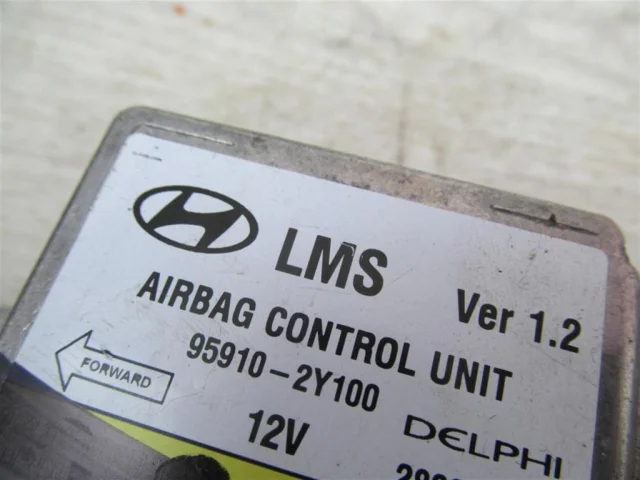 LMS
Ver 1.2
AIRBAG CONTROL UNIT
95910-2Y100
FORWARD
12V
DELPHI